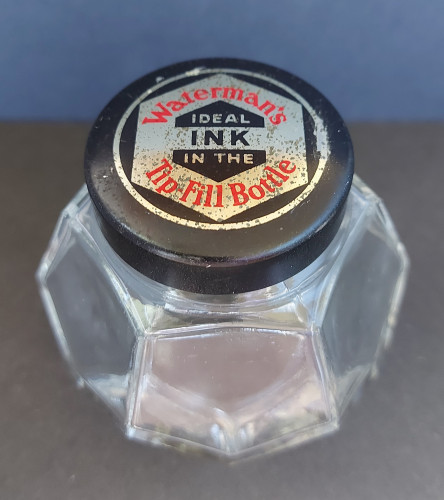 Waterman's
IDEAL
INK
IN THE
Tip Fill Bottle